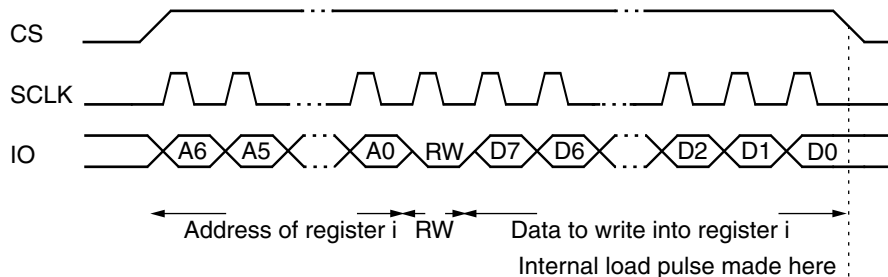 CS
SCLK
IO A6 A5 A0 RW D7 D6 D2 D1 D0
Address of register i RW Data to write into register i
Internal load pulse made here